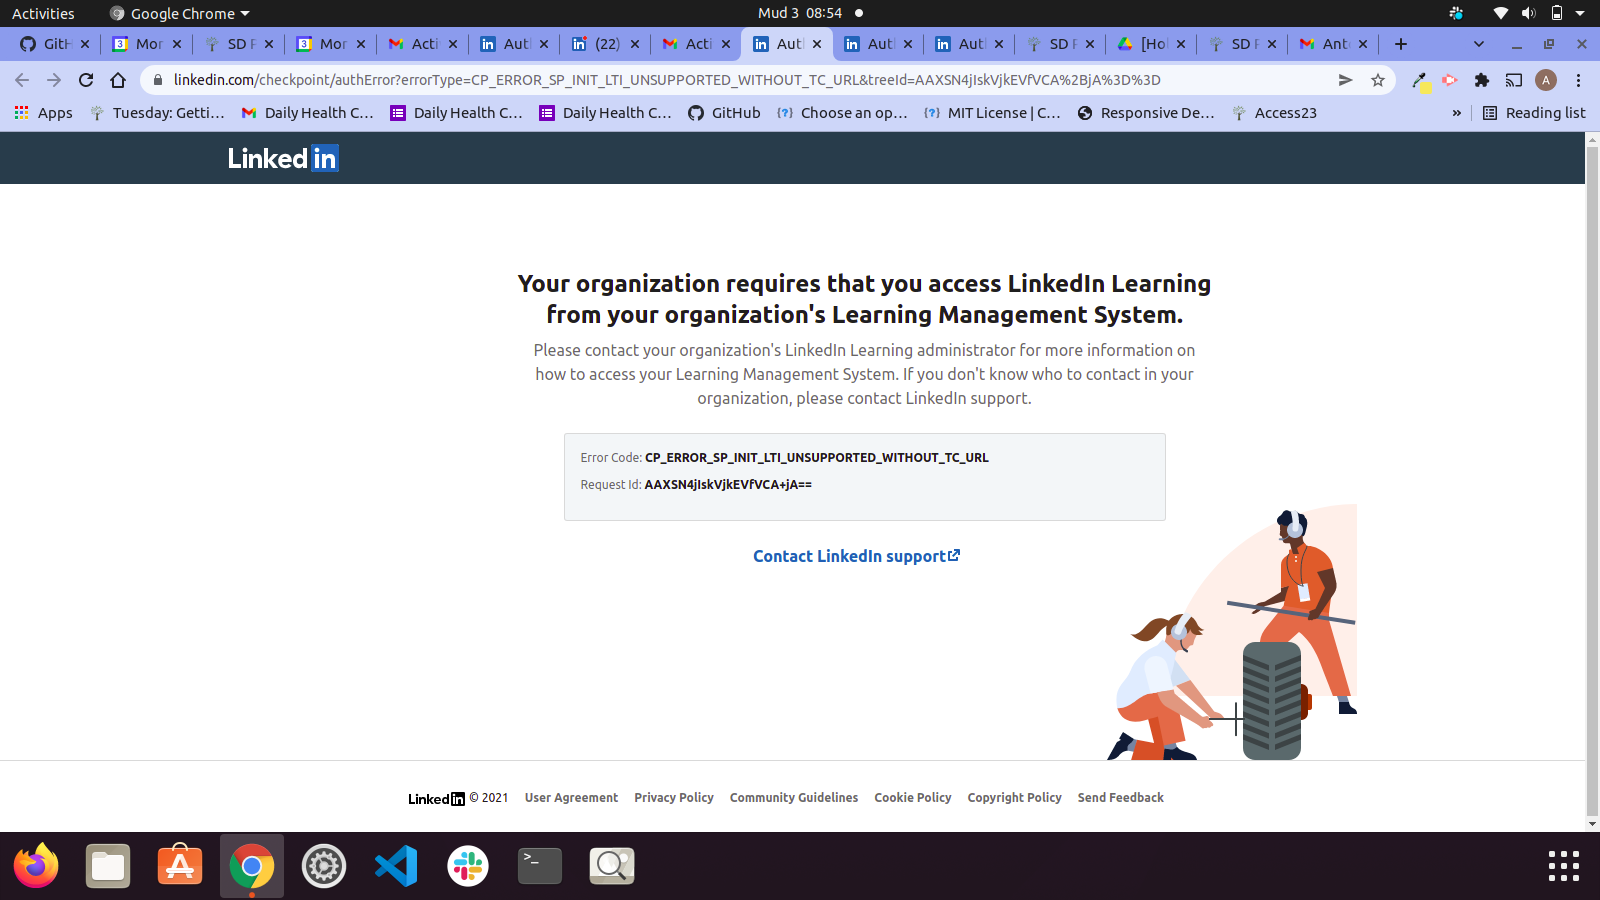 Activities
Google Chrome
Mud 3 08:54
GitH
Mor
SD F
Mor
Acti
Autl
(22)
Acti
Autl
Autl
Autl
SD F
[Hol
SD F
Ante
linkedin.com/checkpoint/authError?errorType=CP_ERROR_SP_INIT_LTI_UNSUPPORTED_WITHOUT_TC_URL&treeId=AAXSN4jIskVjkEVfVCA%2BjA%3D%3D
A
Apps
Tuesday: Getti…
Daily Health C…
Daily Health C…
Daily Health C…
GitHub
Choose an op…
MIT License | C…
Responsive De…
Access23
»
Reading list
Linked in
Your organization requires that you access LinkedIn Learning
from your organization's Learning Management System.
Please contact your organization's LinkedIn Learning administrator for more information on
how to access your Learning Management System. If you don't know who to contact in your
organization, please contact LinkedIn support.
Error Code: CP_ERROR_SP_INIT_LTI_UNSUPPORTED_WITHOUT_TC_URL
Request Id: AAXSN4jIskVjkEVfVCA+jA==
Contact LinkedIn support
Linked in © 2021 User Agreement Privacy Policy Community Guidelines Cookie Policy Copyright Policy Send Feedback